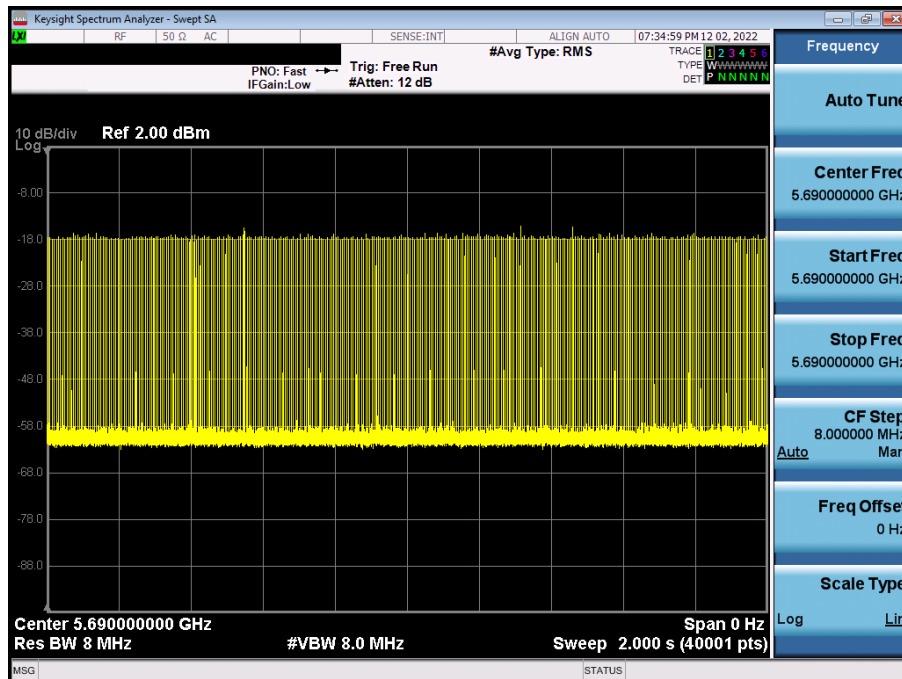 Keysight Spectrum Analyzer - Swept SA
LXI RF 50 Ω AC SENSE:INT ALIGN AUTO 07:34:59 PM 12 02, 2022
#Avg Type: RMS
TRACE 1 2 3 4 5 6
TYPE WWWWWW
DET P N N N N N
PNO: Fast
IFGain:Low
Trig: Free Run
#Atten: 12 dB
10 dB/div
Log
Ref 2.00 dBm
-8.00
-18.0
-28.0
-38.0
-48.0
-58.0
-68.0
-78.0
-88.0
Center 5.690000000 GHz
Span 0 Hz
Res BW 8 MHz
#VBW 8.0 MHz
Sweep 2.000 s (40001 pts)
MSG
STATUS
Frequency
Auto Tune
Center Freq
5.690000000 GHz
Start Freq
5.690000000 GHz
Stop Freq
5.690000000 GHz
CF Step
8.000000 MHz
Auto Man
Freq Offset
0 Hz
Scale Type
Log Lin